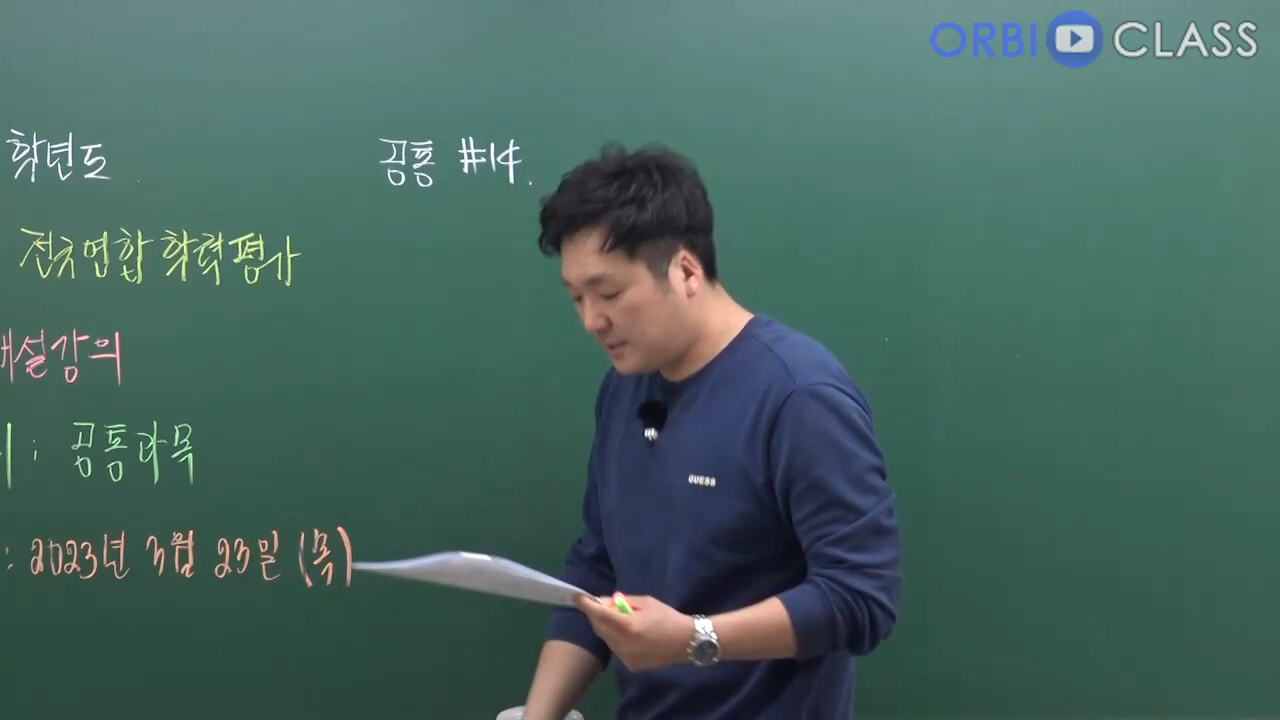 ORBI CLASS
학년도
공통 #14.
전국연합 학력평가
해설강의
: 공통과목
: 2023년 3월 23일 (목)
GUESS